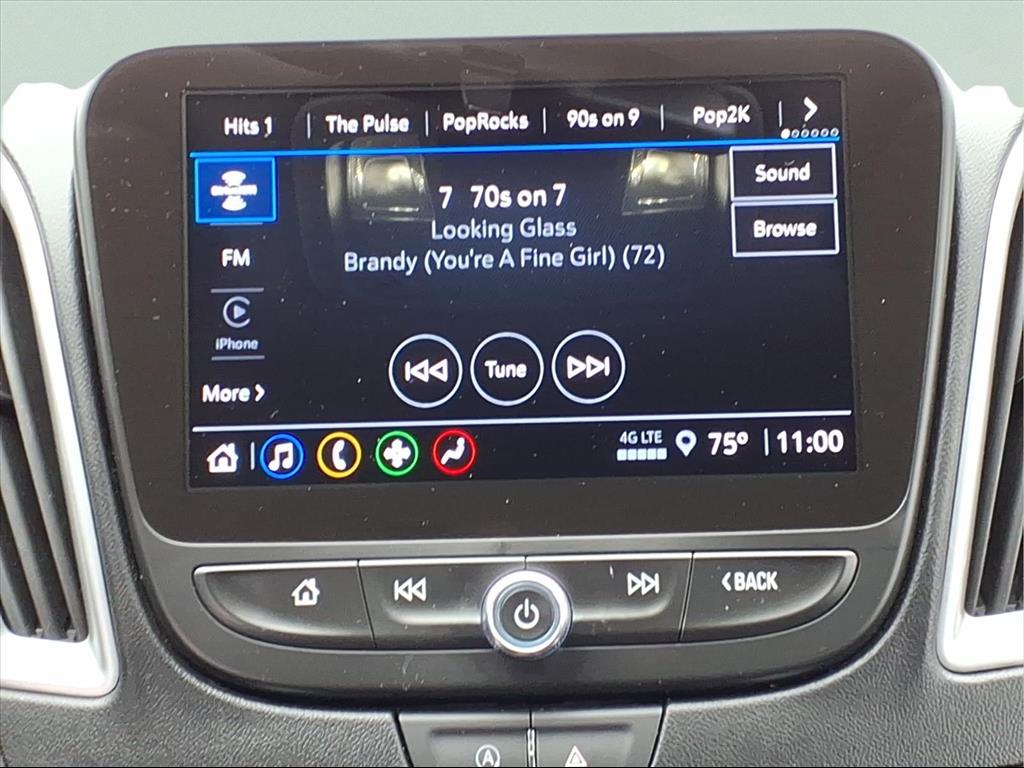 Hits 1 | The Pulse | PopRocks | 90s on 9 | Pop2K
7 70s on 7
Looking Glass
Brandy (You're A Fine Girl) (72)
Sound
Browse
FM
iPhone
More
Tune
4G LTE
75° 11:00
BACK
A